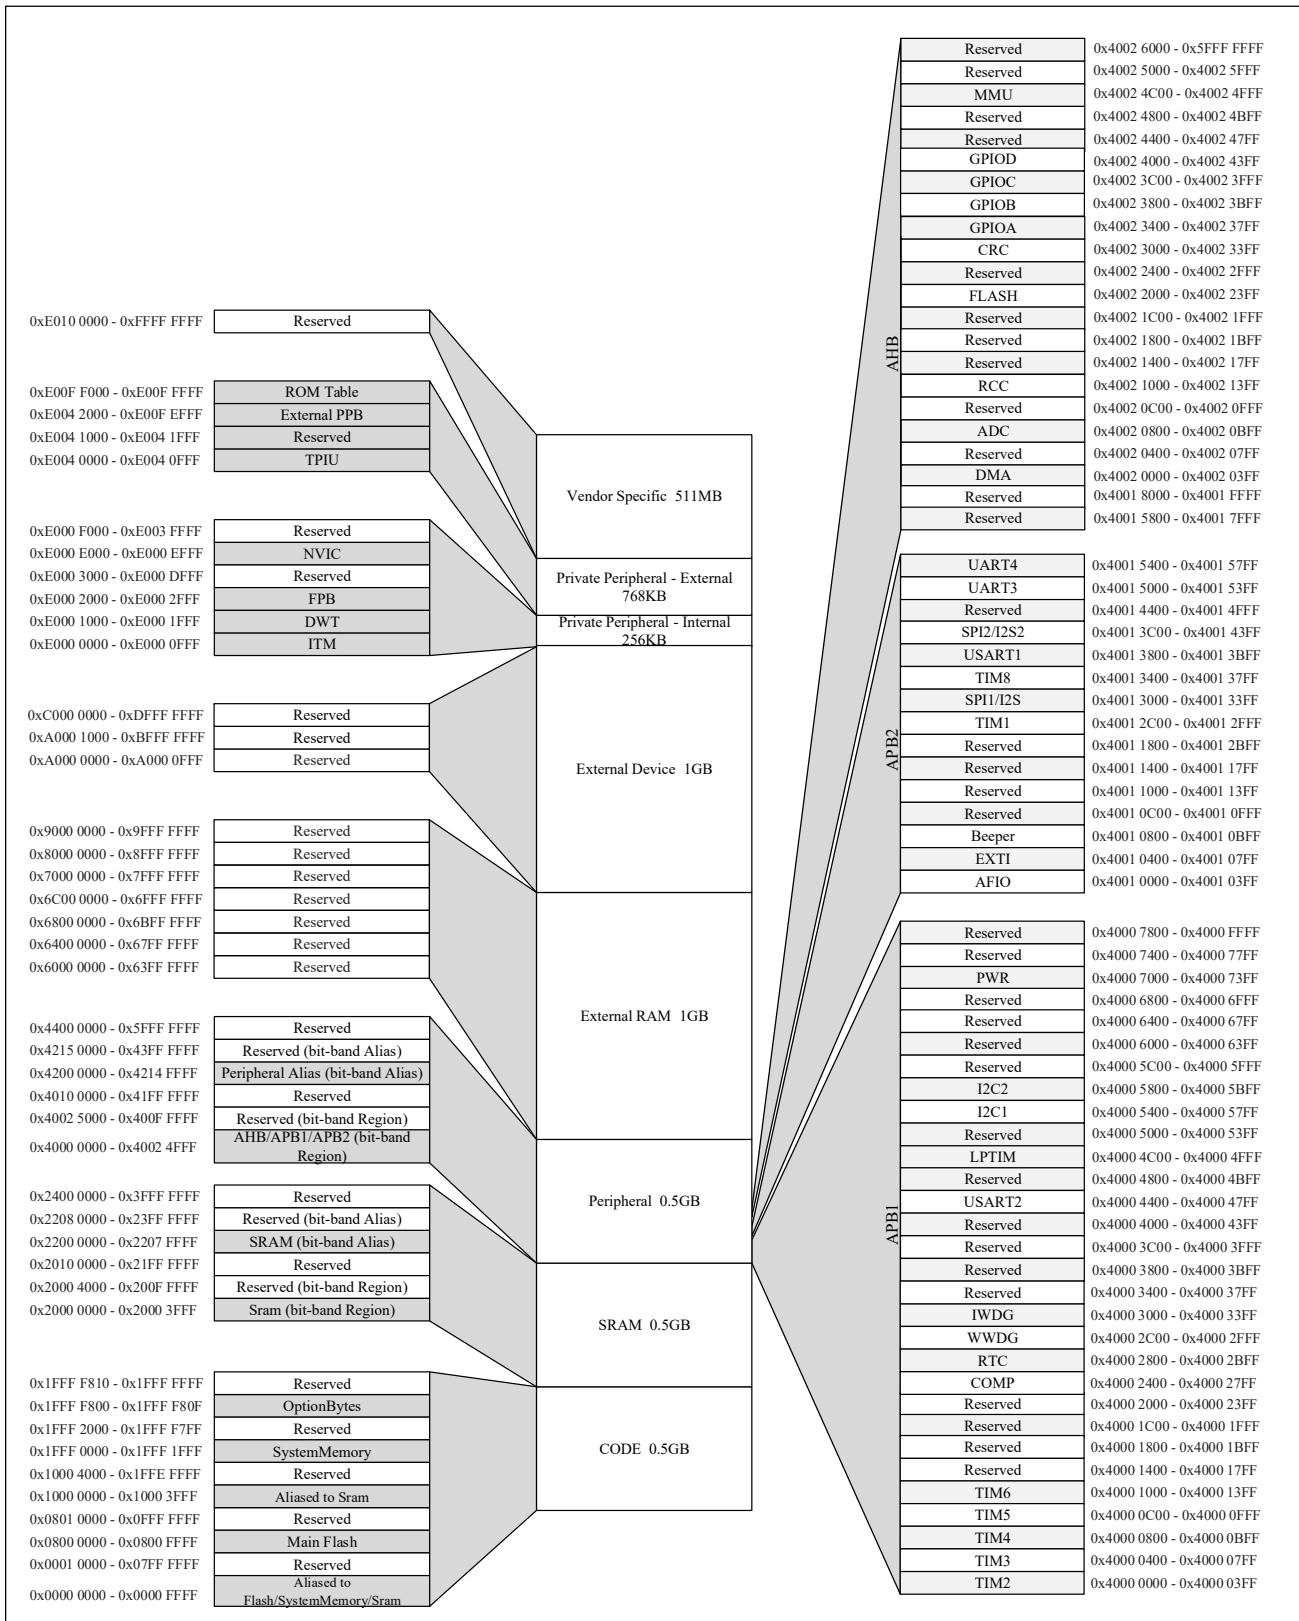 0xE010 0000 - 0xFFFF FFFF Reserved
0xE00F F000 - 0xE00F FFFF ROM Table
0xE004 2000 - 0xE00F EFFF External PPB
0xE004 1000 - 0xE004 1FFF Reserved
0xE004 0000 - 0xE004 0FFF TPIU
0xE000 F000 - 0xE003 FFFF Reserved
0xE000 E000 - 0xE000 EFFF NVIC
0xE000 3000 - 0xE000 DFFF Reserved
0xE000 2000 - 0xE000 2FFF FPB
0xE000 1000 - 0xE000 1FFF DWT
0xE000 0000 - 0xE000 0FFF ITM
0xC000 0000 - 0xDFFF FFFF Reserved
0xA000 1000 - 0xBFFF FFFF Reserved
0xA000 0000 - 0xA000 0FFF Reserved
0x9000 0000 - 0x9FFF FFFF Reserved
0x8000 0000 - 0x8FFF FFFF Reserved
0x7000 0000 - 0x7FFF FFFF Reserved
0x6C00 0000 - 0x6FFF FFFF Reserved
0x6800 0000 - 0x6BFF FFFF Reserved
0x6400 0000 - 0x67FF FFFF Reserved
0x6000 0000 - 0x63FF FFFF Reserved
0x4400 0000 - 0x5FFF FFFF Reserved
0x4215 0000 - 0x43FF FFFF Reserved (bit-band Alias)
0x4200 0000 - 0x4214 FFFF Peripheral Alias (bit-band Alias)
0x4010 0000 - 0x41FF FFFF Reserved
0x4002 5000 - 0x400F FFFF Reserved (bit-band Region)
0x4000 0000 - 0x4002 4FFF AHB/APB1/APB2 (bit-band
Region)
0x2400 0000 - 0x3FFF FFFF Reserved
0x2208 0000 - 0x23FF FFFF Reserved (bit-band Alias)
0x2200 0000 - 0x2207 FFFF SRAM (bit-band Alias)
0x2010 0000 - 0x21FF FFFF Reserved
0x2000 4000 - 0x200F FFFF Reserved (bit-band Region)
0x2000 0000 - 0x2000 3FFF Sram (bit-band Region)
0x1FFF F810 - 0x1FFF FFFF Reserved
0x1FFF F800 - 0x1FFF F80F OptionBytes
0x1FFF 2000 - 0x1FFF F7FF Reserved
0x1FFF 0000 - 0x1FFF 1FFF SystemMemory
0x1000 4000 - 0x1FFE FFFF Reserved
0x1000 0000 - 0x1000 3FFF Aliased to Sram
0x0801 0000 - 0x0FFF FFFF Reserved
0x0800 0000 - 0x0800 FFFF Main Flash
0x0001 0000 - 0x07FF FFFF Reserved
0x0000 0000 - 0x0000 FFFF Aliased to
Flash/SystemMemory/Sram
Vendor Specific 511MB
Private Peripheral - External
768KB
Private Peripheral - Internal
256KB
External Device 1GB
External RAM 1GB
Peripheral 0.5GB
SRAM 0.5GB
CODE 0.5GB
AHB
Reserved 0x4002 6000 - 0x5FFF FFFF
Reserved 0x4002 5000 - 0x4002 5FFF
MMU 0x4002 4C00 - 0x4002 4FFF
Reserved 0x4002 4800 - 0x4002 4BFF
Reserved 0x4002 4400 - 0x4002 47FF
GPIOD 0x4002 4000 - 0x4002 43FF
GPIOC 0x4002 3C00 - 0x4002 3FFF
GPIOB 0x4002 3800 - 0x4002 3BFF
GPIOA 0x4002 3400 - 0x4002 37FF
CRC 0x4002 3000 - 0x4002 33FF
Reserved 0x4002 2400 - 0x4002 2FFF
FLASH 0x4002 2000 - 0x4002 23FF
Reserved 0x4002 1C00 - 0x4002 1FFF
Reserved 0x4002 1800 - 0x4002 1BFF
Reserved 0x4002 1400 - 0x4002 17FF
RCC 0x4002 1000 - 0x4002 13FF
Reserved 0x4002 0C00 - 0x4002 0FFF
ADC 0x4002 0800 - 0x4002 0BFF
Reserved 0x4002 0400 - 0x4002 07FF
DMA 0x4002 0000 - 0x4002 03FF
Reserved 0x4001 8000 - 0x4001 FFFF
Reserved 0x4001 5800 - 0x4001 7FFF
APB2
UART4 0x4001 5400 - 0x4001 57FF
UART3 0x4001 5000 - 0x4001 53FF
Reserved 0x4001 4400 - 0x4001 4FFF
SPI2/I2S2 0x4001 3C00 - 0x4001 43FF
USART1 0x4001 3800 - 0x4001 3BFF
TIM8 0x4001 3400 - 0x4001 37FF
SPI1/I2S 0x4001 3000 - 0x4001 33FF
TIM1 0x4001 2C00 - 0x4001 2FFF
Reserved 0x4001 1800 - 0x4001 2BFF
Reserved 0x4001 1400 - 0x4001 17FF
Reserved 0x4001 1000 - 0x4001 13FF
Reserved 0x4001 0C00 - 0x4001 0FFF
Beeper 0x4001 0800 - 0x4001 0BFF
EXTI 0x4001 0400 - 0x4001 07FF
AFIO 0x4001 0000 - 0x4001 03FF
APB1
Reserved 0x4000 7800 - 0x4000 FFFF
Reserved 0x4000 7400 - 0x4000 77FF
PWR 0x4000 7000 - 0x4000 73FF
Reserved 0x4000 6800 - 0x4000 6FFF
Reserved 0x4000 6400 - 0x4000 67FF
Reserved 0x4000 6000 - 0x4000 63FF
Reserved 0x4000 5C00 - 0x4000 5FFF
I2C2 0x4000 5800 - 0x4000 5BFF
I2C1 0x4000 5400 - 0x4000 57FF
Reserved 0x4000 5000 - 0x4000 53FF
LPTIM 0x4000 4C00 - 0x4000 4FFF
Reserved 0x4000 4800 - 0x4000 4BFF
USART2 0x4000 4400 - 0x4000 47FF
Reserved 0x4000 4000 - 0x4000 43FF
Reserved 0x4000 3C00 - 0x4000 3FFF
Reserved 0x4000 3800 - 0x4000 3BFF
Reserved 0x4000 3400 - 0x4000 37FF
IWDG 0x4000 3000 - 0x4000 33FF
WWDG 0x4000 2C00 - 0x4000 2FFF
RTC 0x4000 2800 - 0x4000 2BFF
COMP 0x4000 2400 - 0x4000 27FF
Reserved 0x4000 2000 - 0x4000 23FF
Reserved 0x4000 1C00 - 0x4000 1FFF
Reserved 0x4000 1800 - 0x4000 1BFF
Reserved 0x4000 1400 - 0x4000 17FF
TIM6 0x4000 1000 - 0x4000 13FF
TIM5 0x4000 0C00 - 0x4000 0FFF
TIM4 0x4000 0800 - 0x4000 0BFF
TIM3 0x4000 0400 - 0x4000 07FF
TIM2 0x4000 0000 - 0x4000 03FF